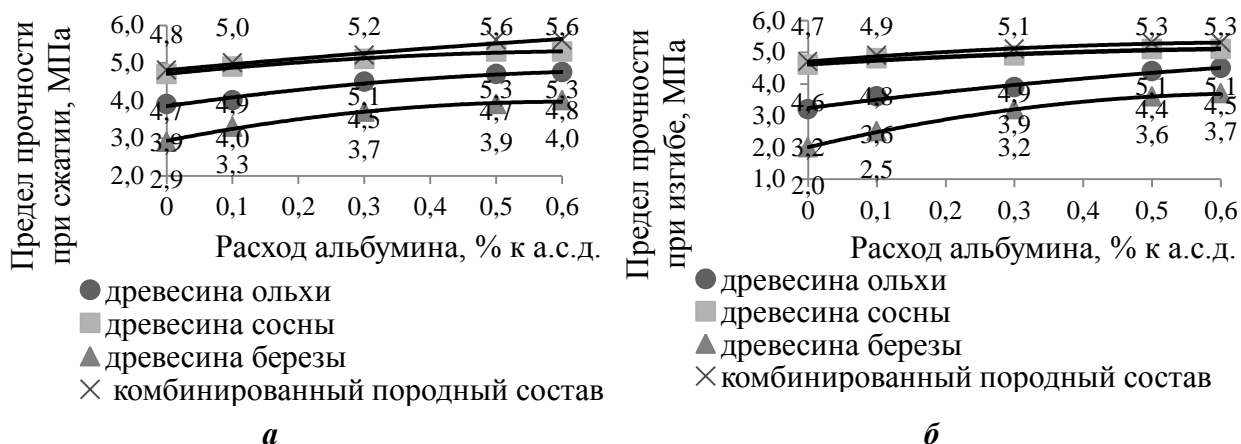 Предел прочности
при сжатии, МПа
6,0
5,0
4,0
3,0
2,0
4,8 5,0 5,2 5,6 5,6
4,7 4,9 5,1 5,3 5,3
3,9 4,0 4,5 4,7 4,8
2,9 3,3 3,7 3,9 4,0
0 0,1 0,2 0,3 0,4 0,5 0,6
Расход альбумина, % к а.с.д.
древесина ольхи
древесина сосны
древесина березы
комбинированный породный состав
а
Предел прочности
при изгибе, МПа
6,0
5,0
4,0
3,0
2,0
1,0
4,7 4,9 5,1 5,3 5,3
4,6 4,8 4,9 5,1 5,1
3,2 3,6 3,9 4,4 4,5
2,0 2,5 3,2 3,6 3,7
0 0,1 0,2 0,3 0,4 0,5 0,6
Расход альбумина, % к а.с.д.
древесина ольхи
древесина сосны
древесина березы
комбинированный породный состав
б